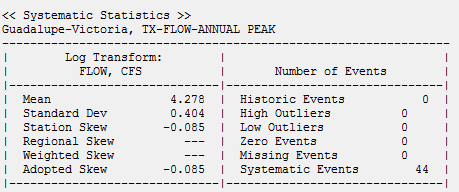 << Systematic Statistics >>
Guadalupe-Victoria, TX-FLOW-ANNUAL PEAK
-----------------------------------------------------------------
| Log Transform: | |
| FLOW, CFS | Number of Events |
|------------------------------|--------------------------------|
| Mean 4.278 | Historic Events 0 |
| Standard Dev 0.404 | High Outliers 0 |
| Station Skew -0.085 | Low Outliers 0 |
| Regional Skew --- | Zero Events 0 |
| Weighted Skew --- | Missing Events 0 |
| Adopted Skew -0.085 | Systematic Events 44 |
|------------------------------|--------------------------------|